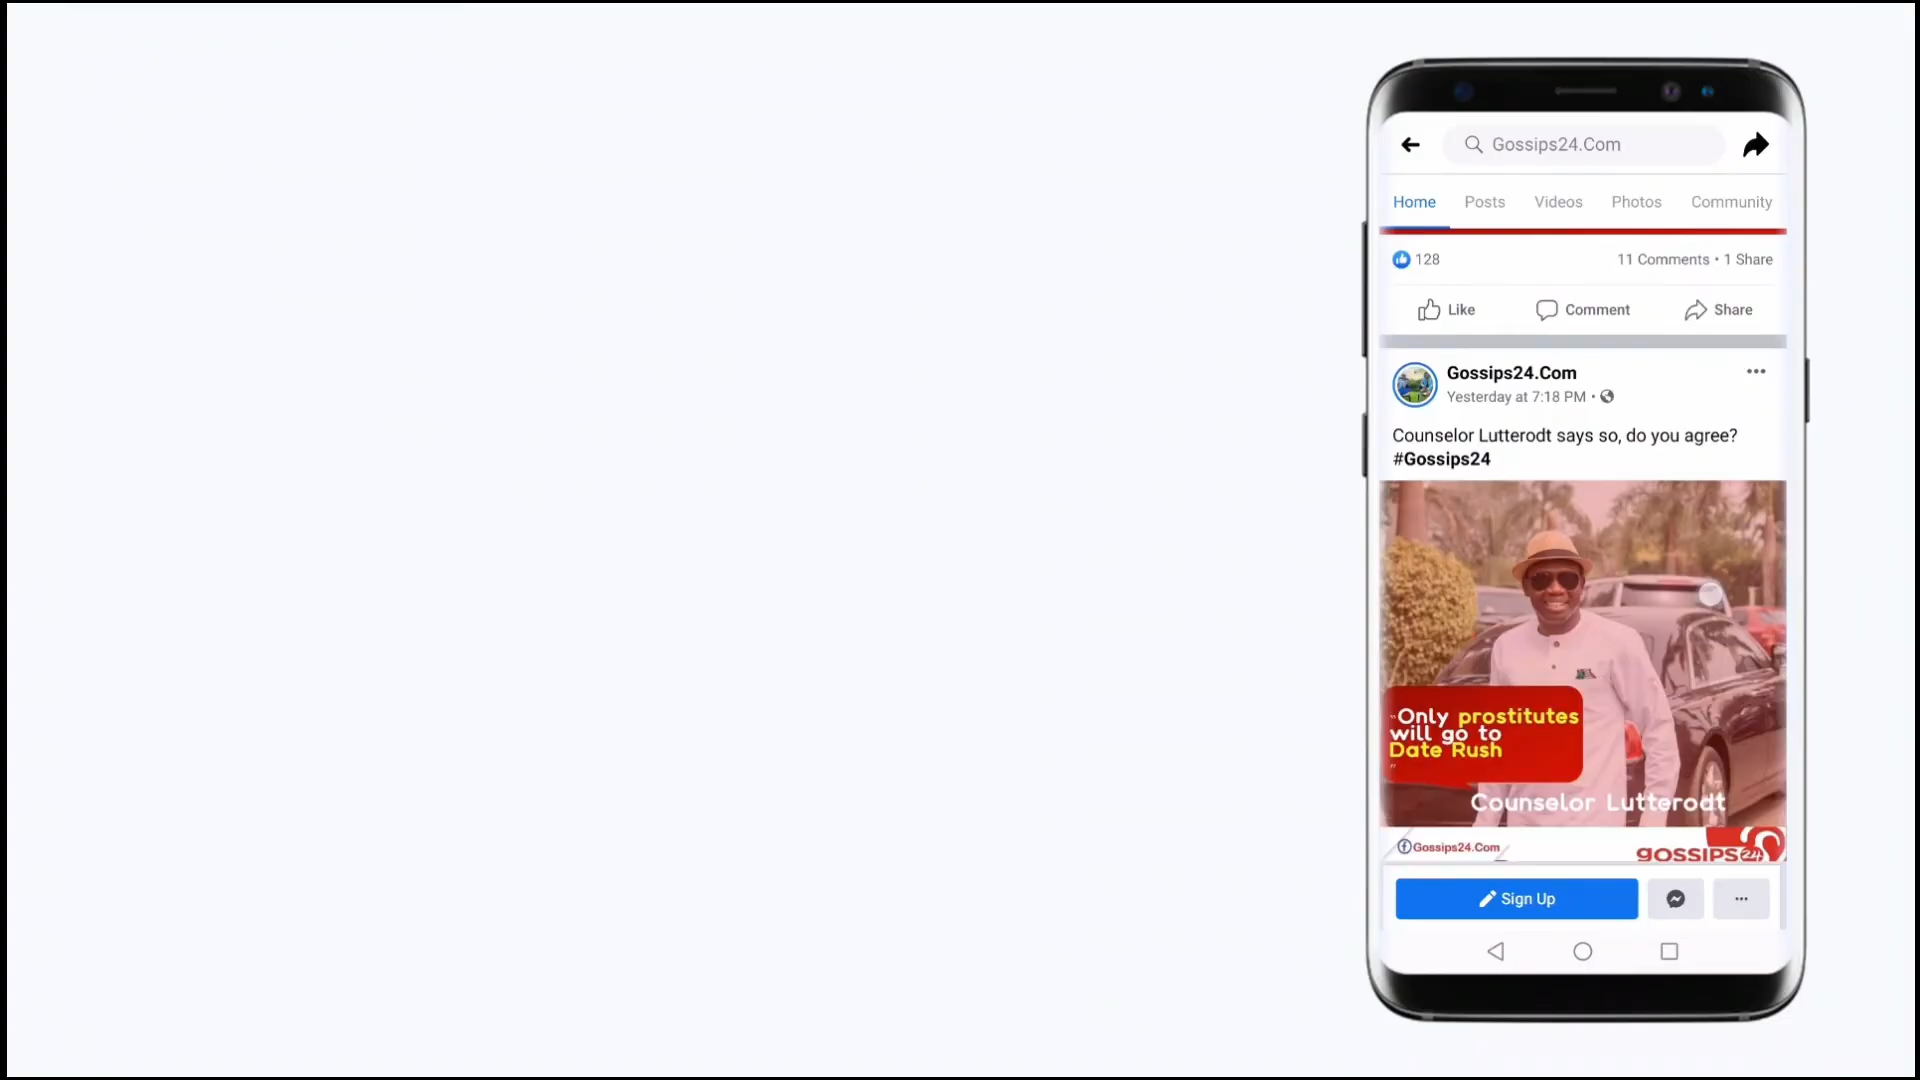 Gossips24.Com
Home Posts Videos Photos Community
128 11 Comments • 1 Share
Like Comment Share
Gossips24.Com
Yesterday at 7:18 PM •
Counselor Lutterodt says so, do you agree?
#Gossips24
"Only prostitutes
will go to
Date Rush
"
Counselor Lutterodt
Gossips24.Com
gossips24
Sign Up